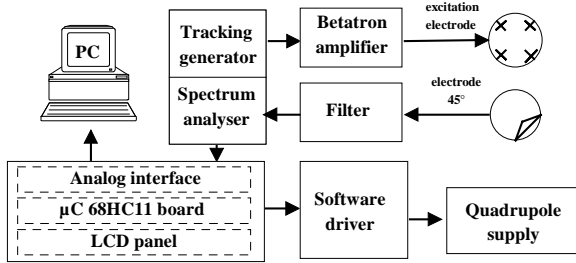 PC
Tracking
generator
Betatron
amplifier
excitation
electrode
Spectrum
analyser
Filter
electrode
45°
Analog interface
µC 68HC11 board
LCD panel
Software
driver
Quadrupole
supply